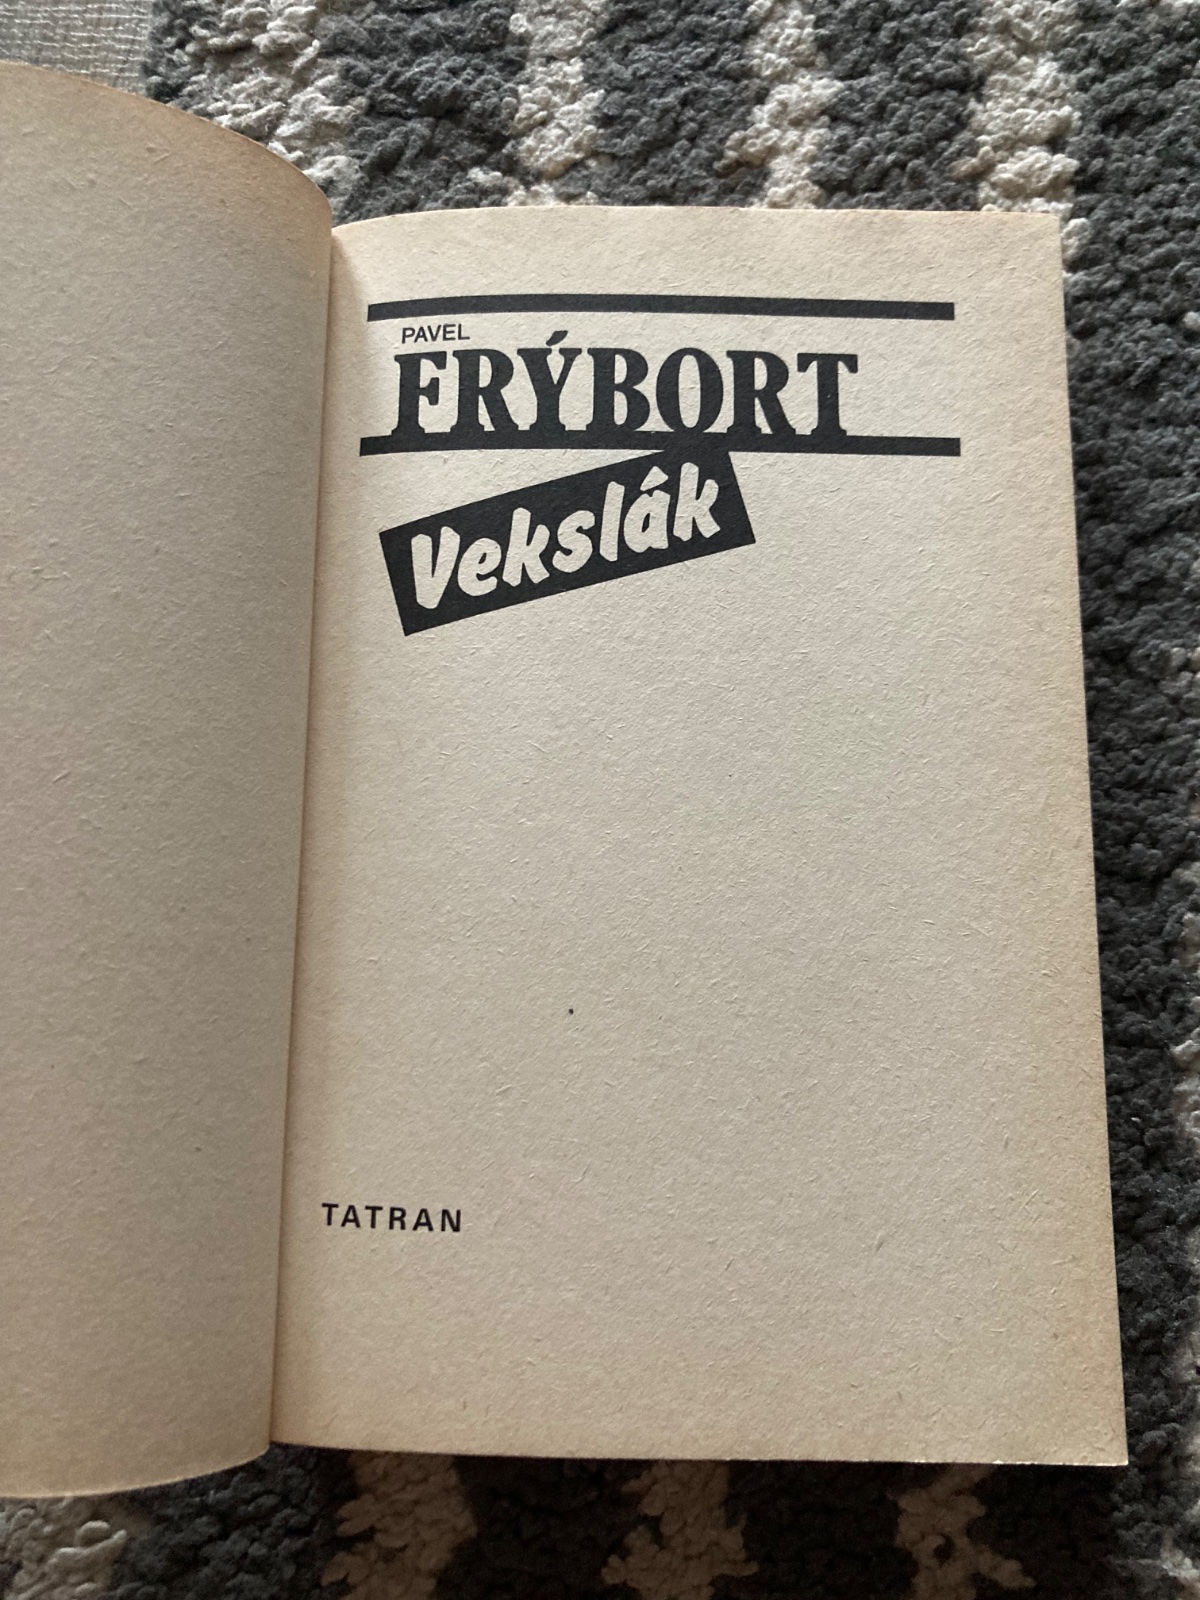 PAVEL
FRÝBORT
Vekslák
TATRAN